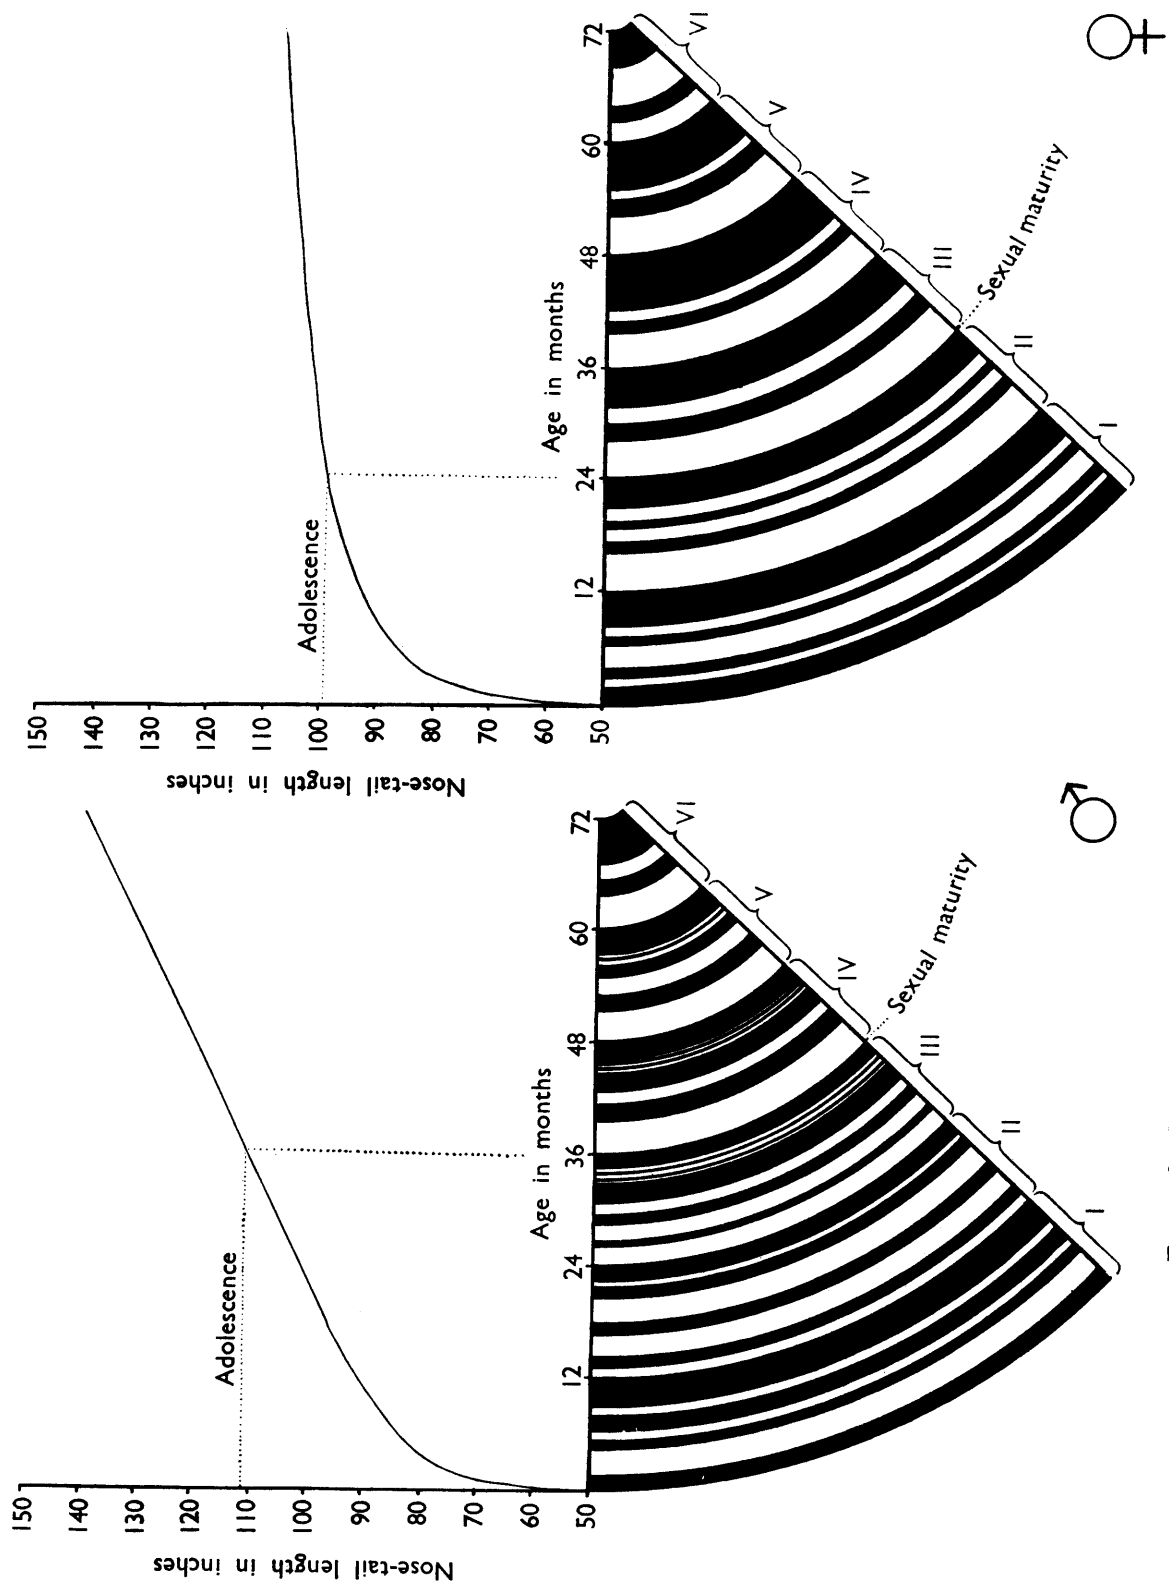 Nose-tail length in inches
150
140
130
120
110
100
90
80
70
60
50
Adolescence
Age in months
12
24
36
48
60
72
I
II
III
IV
V
VI
Sexual maturity
♂
Nose-tail length in inches
150
140
130
120
110
100
90
80
70
60
50
Adolescence
Age in months
12
24
36
48
60
72
I
II
III
IV
V
VI
Sexual maturity
♀